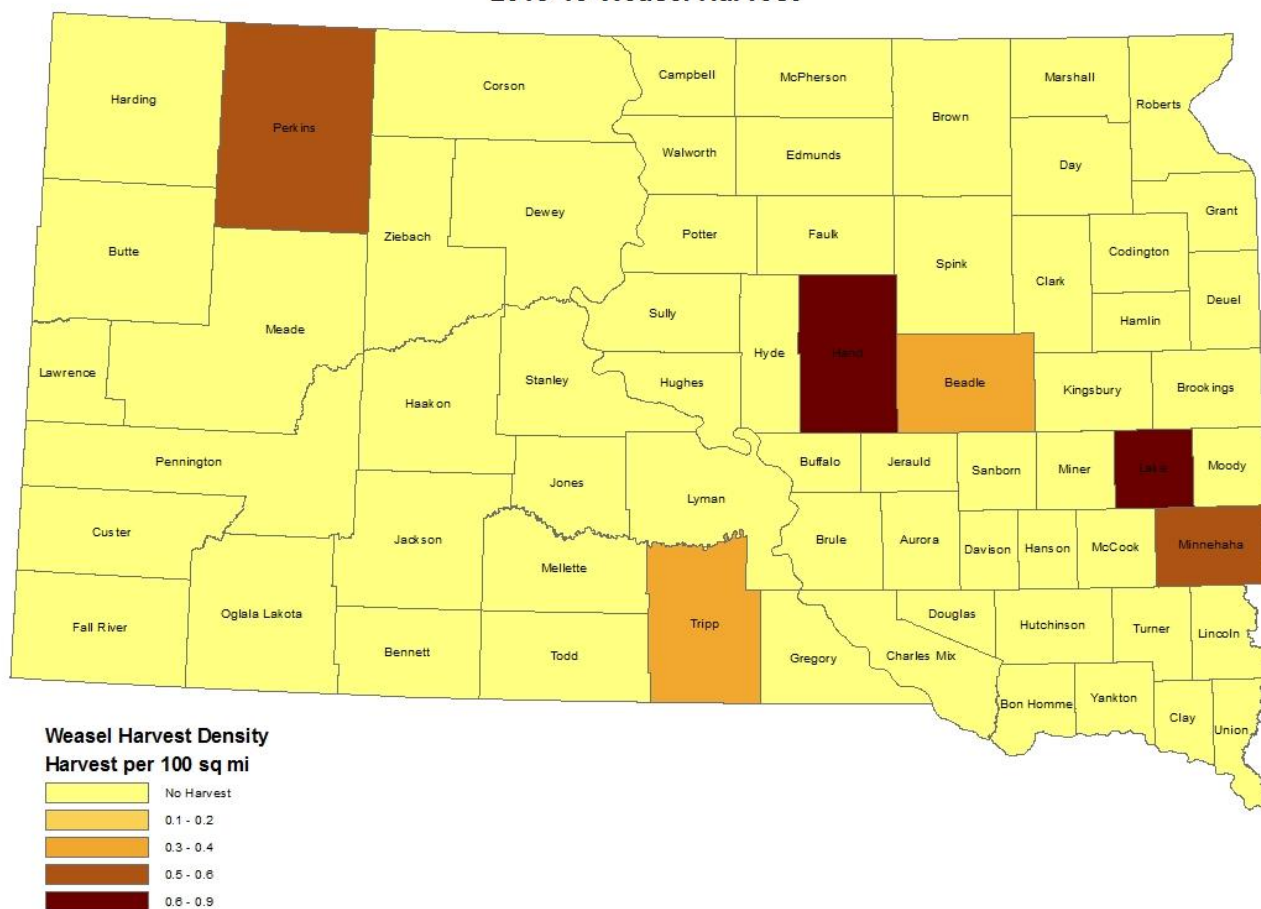 Harding
Perkins
Corson
Campbell
McPherson
Brown
Marshall
Roberts
Walworth
Edmunds
Day
Butte
Ziebach
Dewey
Potter
Faulk
Spink
Clark
Codington
Grant
Meade
Sully
Hyde
Hand
Hamlin
Deuel
Lawrence
Haakon
Stanley
Hughes
Beadle
Kingsbury
Brookings
Pennington
Jones
Lyman
Buffalo
Jerauld
Sanborn
Miner
Lake
Moody
Custer
Jackson
Mellette
Brule
Aurora
Davison
Hanson
McCook
Minnehaha
Fall River
Oglala Lakota
Bennett
Todd
Tripp
Gregory
Charles Mix
Douglas
Hutchinson
Turner
Lincoln
Bon Homme
Yankton
Clay
Union
Weasel Harvest Density
Harvest per 100 sq mi
No Harvest
0.1 - 0.2
0.3 - 0.4
0.5 - 0.6
0.6 - 0.9